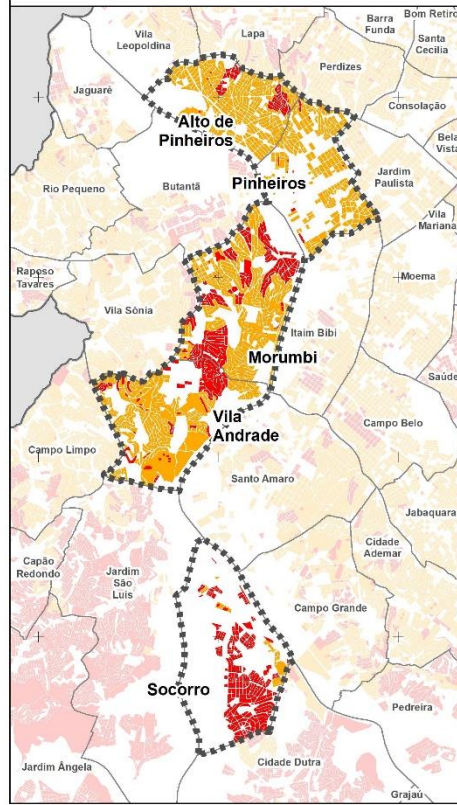 Bom Retiro
Barra
Funda
Vila
Leopoldina
Lapa
Santa
Cecilia
Perdizes
Jaguaré
Consolação
Alto de
Pinheiros
Bela
Vista
Pinheiros
Jardim
Paulista
Rio Pequeno
Butantã
Vila
Mariana
Raposo
Tavares
Moema
Vila Sônia
Itaim Bibi
Morumbi
Saúde
Vila
Andrade
Campo Belo
Campo Limpo
Santo Amaro
Jabaquara
Cidade
Ademar
Capão
Redondo
Jardim
São
Luis
Campo Grande
Socorro
Pedreira
Jardim Ângela
Cidade Dutra
Grajaú